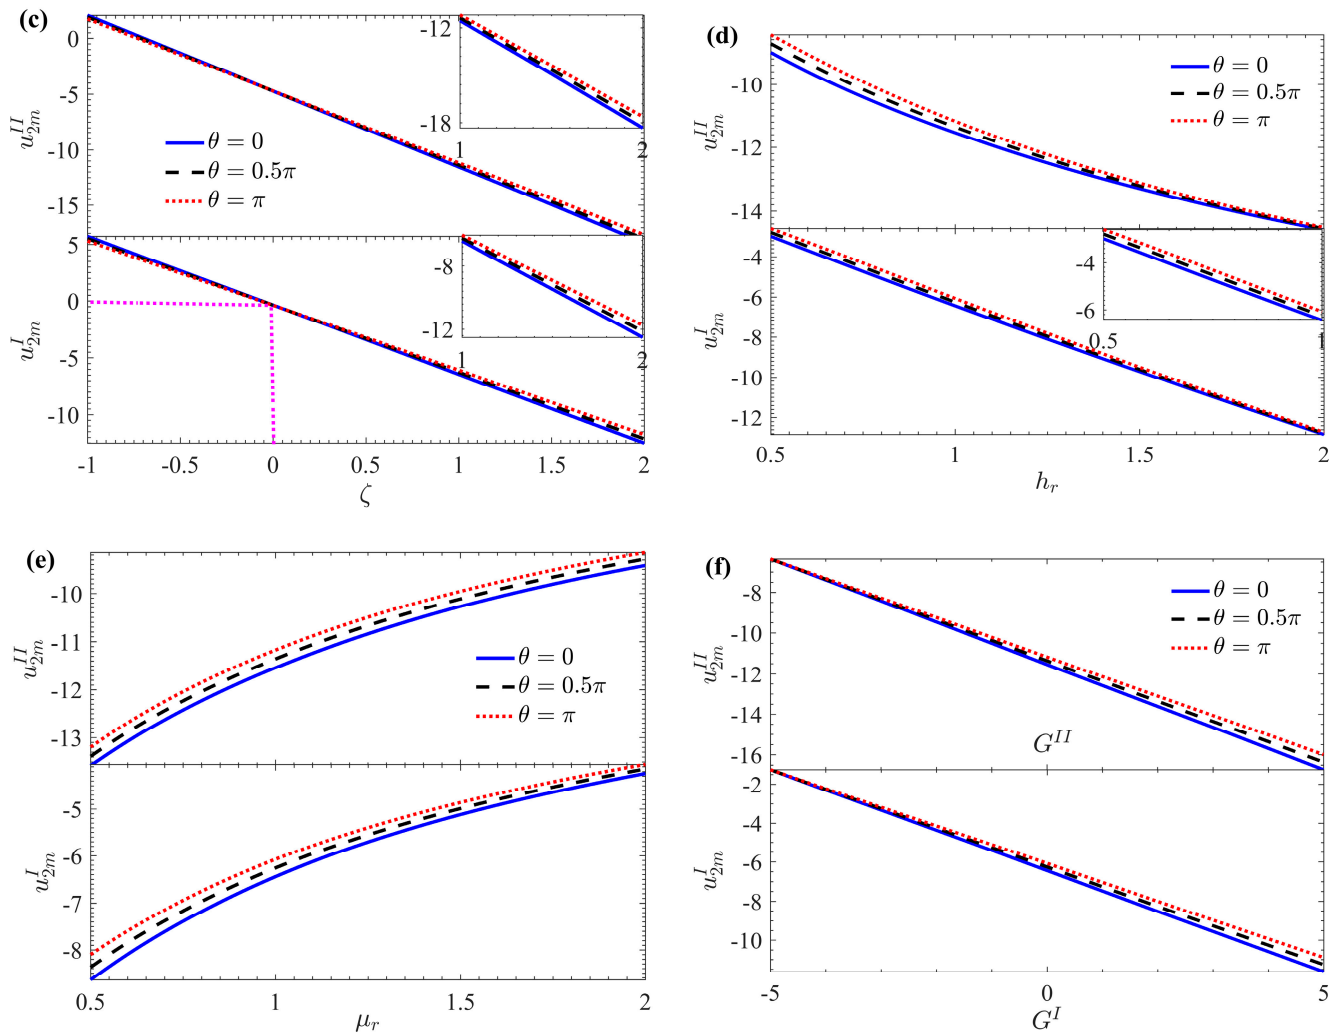 (c)
0
-5
-10
-15
u_{2m}^{II}
θ = 0
θ = 0.5π
θ = π
-12
-18
1
2
5
0
-5
-10
u_{2m}^{I}
-8
-12
1
2
-1
-0.5
0
0.5
1
1.5
2
ζ
(d)
-10
-12
-14
u_{2m}^{II}
θ = 0
θ = 0.5π
θ = π
-4
-6
-8
-10
-12
u_{2m}^{I}
-4
-6
0.5
1
0.5
1
1.5
2
h_r
(e)
-10
-11
-12
-13
u_{2m}^{II}
θ = 0
θ = 0.5π
θ = π
-5
-6
-7
-8
u_{2m}^{I}
0.5
1
1.5
2
μ_r
(f)
-8
-10
-12
-14
-16
u_{2m}^{II}
θ = 0
θ = 0.5π
θ = π
G^{II}
-2
-4
-6
-8
-10
u_{2m}^{I}
-5
0
5
G^{I}